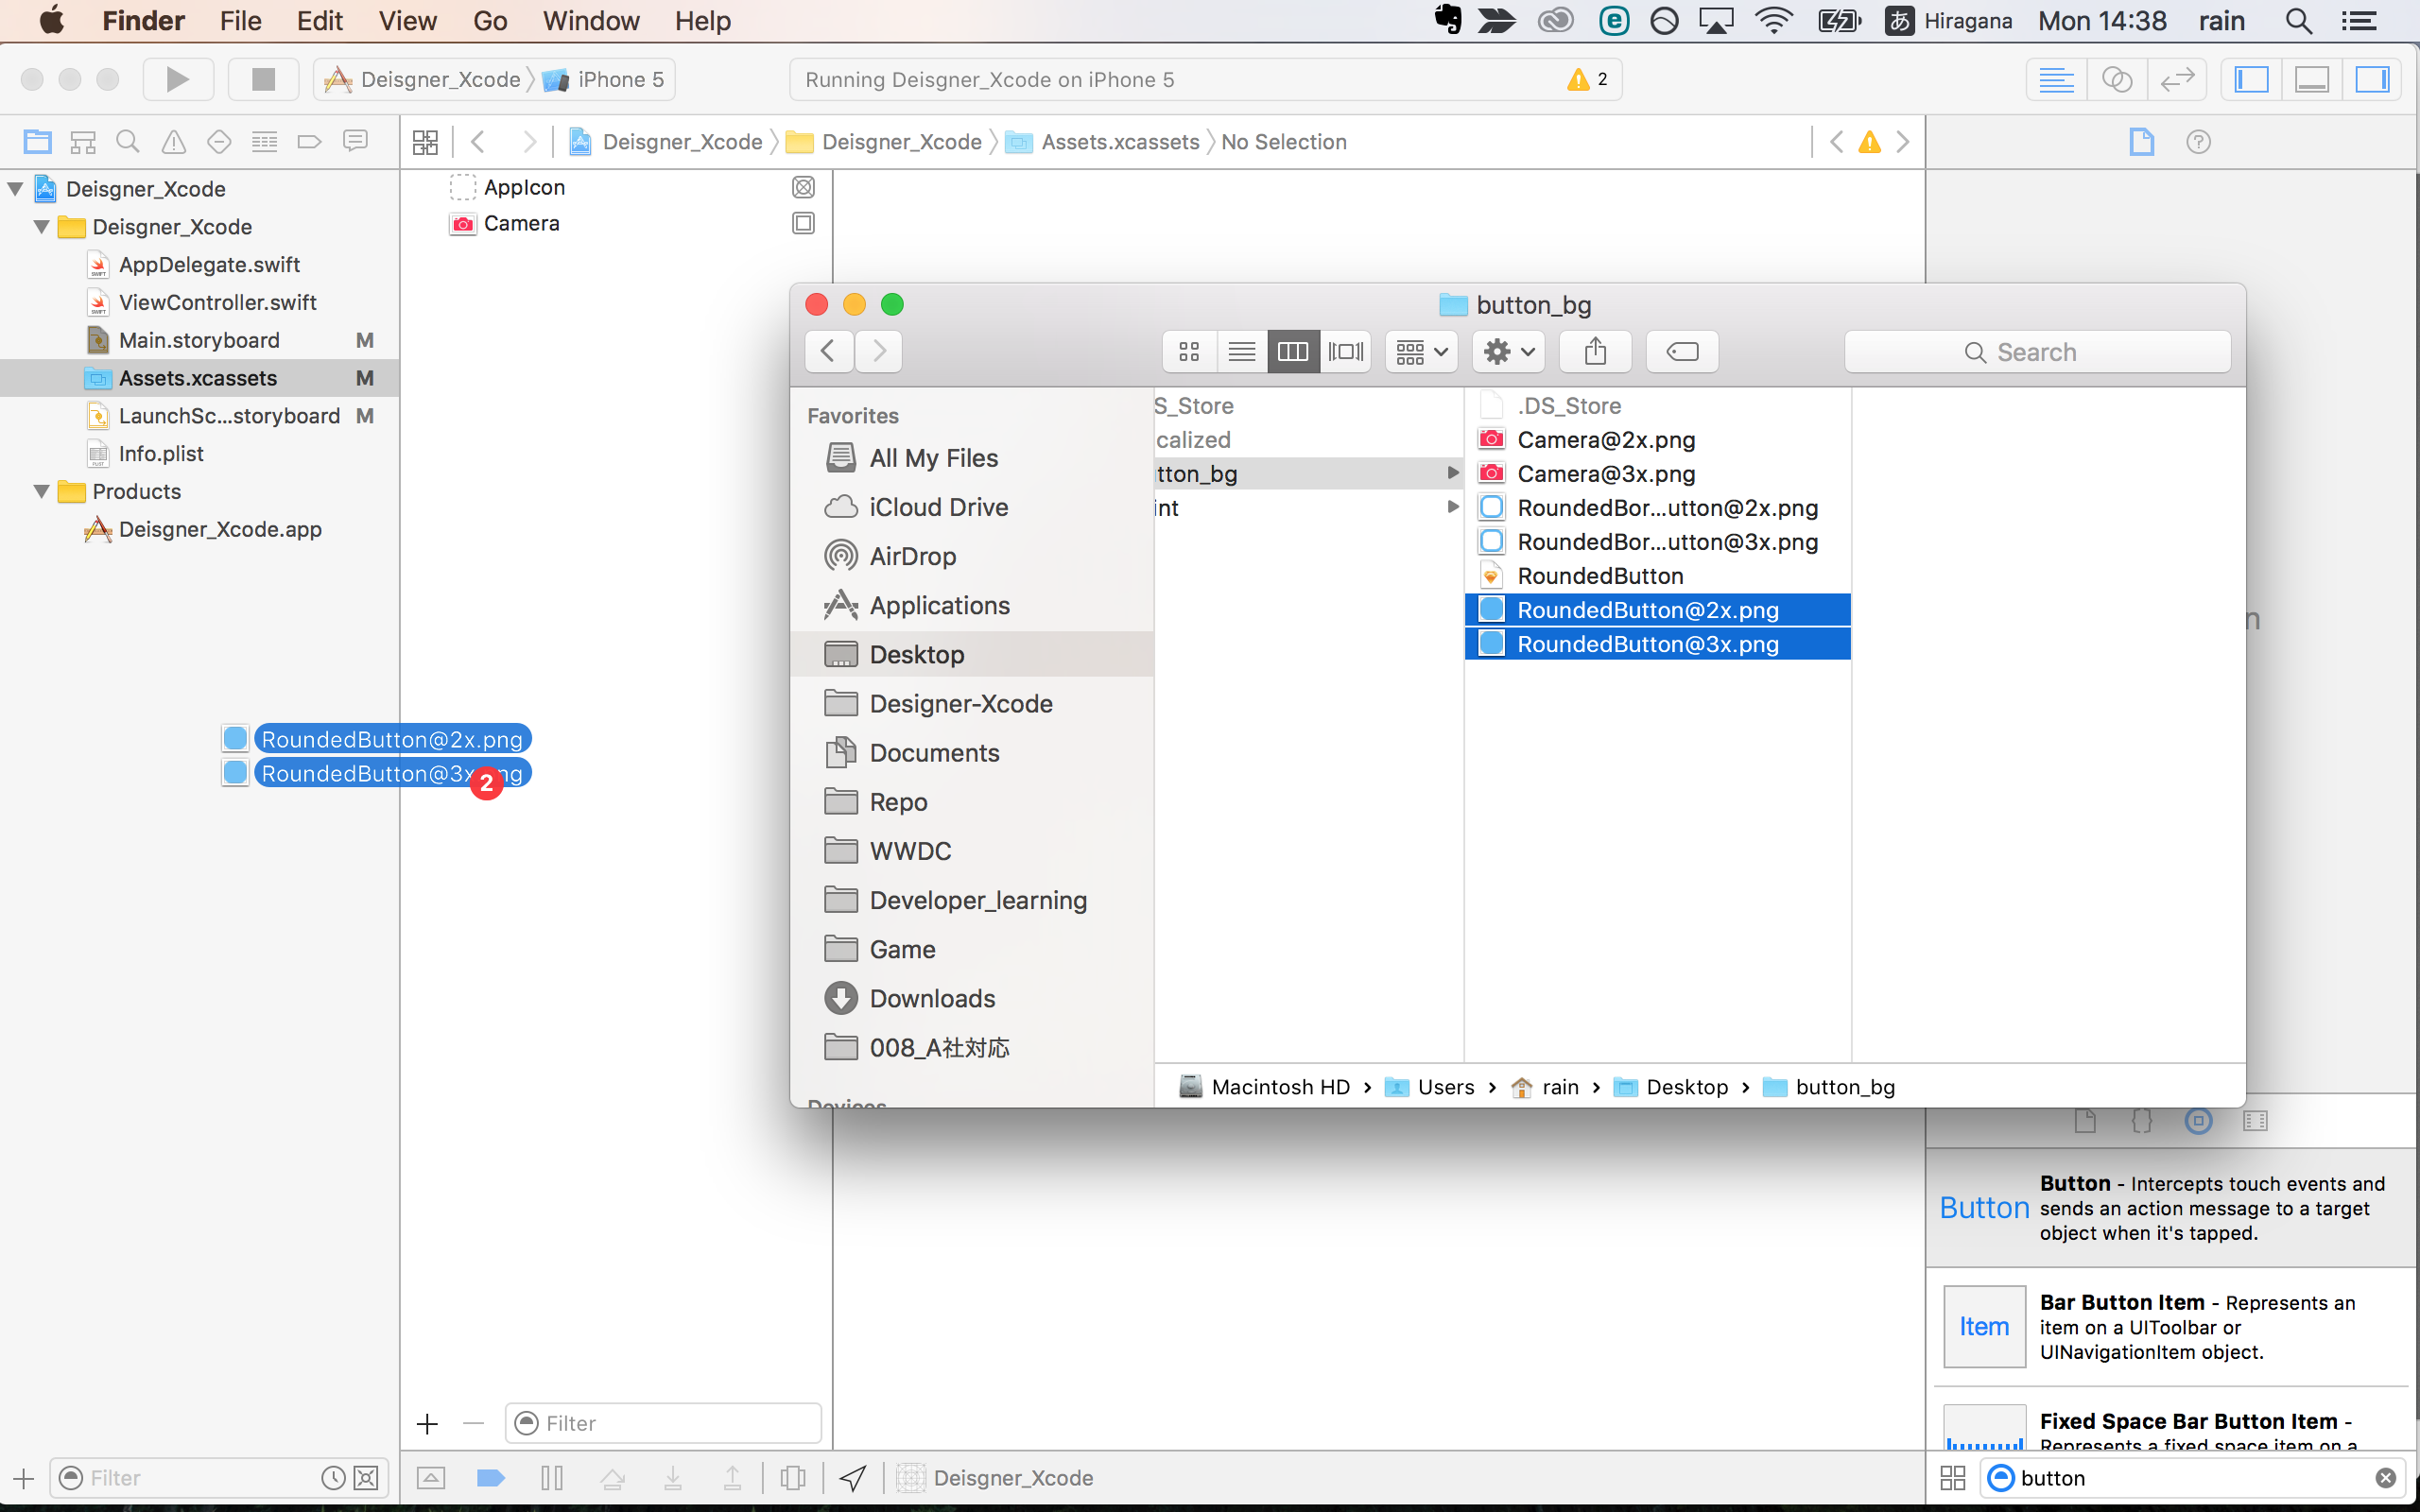 Finder File Edit View Go Window Help あ Hiragana Mon 14:38 rain
Deisgner_Xcode iPhone 5 Running Deisgner_Xcode on iPhone 5 2
Deisgner_Xcode Deisgner_Xcode Assets.xcassets No Selection
Deisgner_Xcode
Deisgner_Xcode
AppDelegate.swift
ViewController.swift
Main.storyboard M
Assets.xcassets M
LaunchSc...storyboard M
Info.plist
Products
Deisgner_Xcode.app
RoundedButton@2x.png
2
Filter
AppIcon
Camera
Filter
button_bg
Search
Favorites
All My Files
iCloud Drive
AirDrop
Applications
Desktop
Designer-Xcode
Documents
Repo
WWDC
Developer_learning
Game
Downloads
008_A社対応
S_Store
calized
tton_bg
int
.DS_Store
Camera@2x.png
Camera@3x.png
RoundedBor...utton@2x.png
RoundedBor...utton@3x.png
RoundedButton
RoundedButton@2x.png
RoundedButton@3x.png
Macintosh HD › Users › rain › Desktop › button_bg
n
Button Button - Intercepts touch events and
sends an action message to a target
object when it's tapped.
Item Bar Button Item - Represents an
item on a UIToolbar or
UINavigationItem object.
Fixed Space Bar Button Item -
Represents a fixed space item on a
Deisgner_Xcode
button